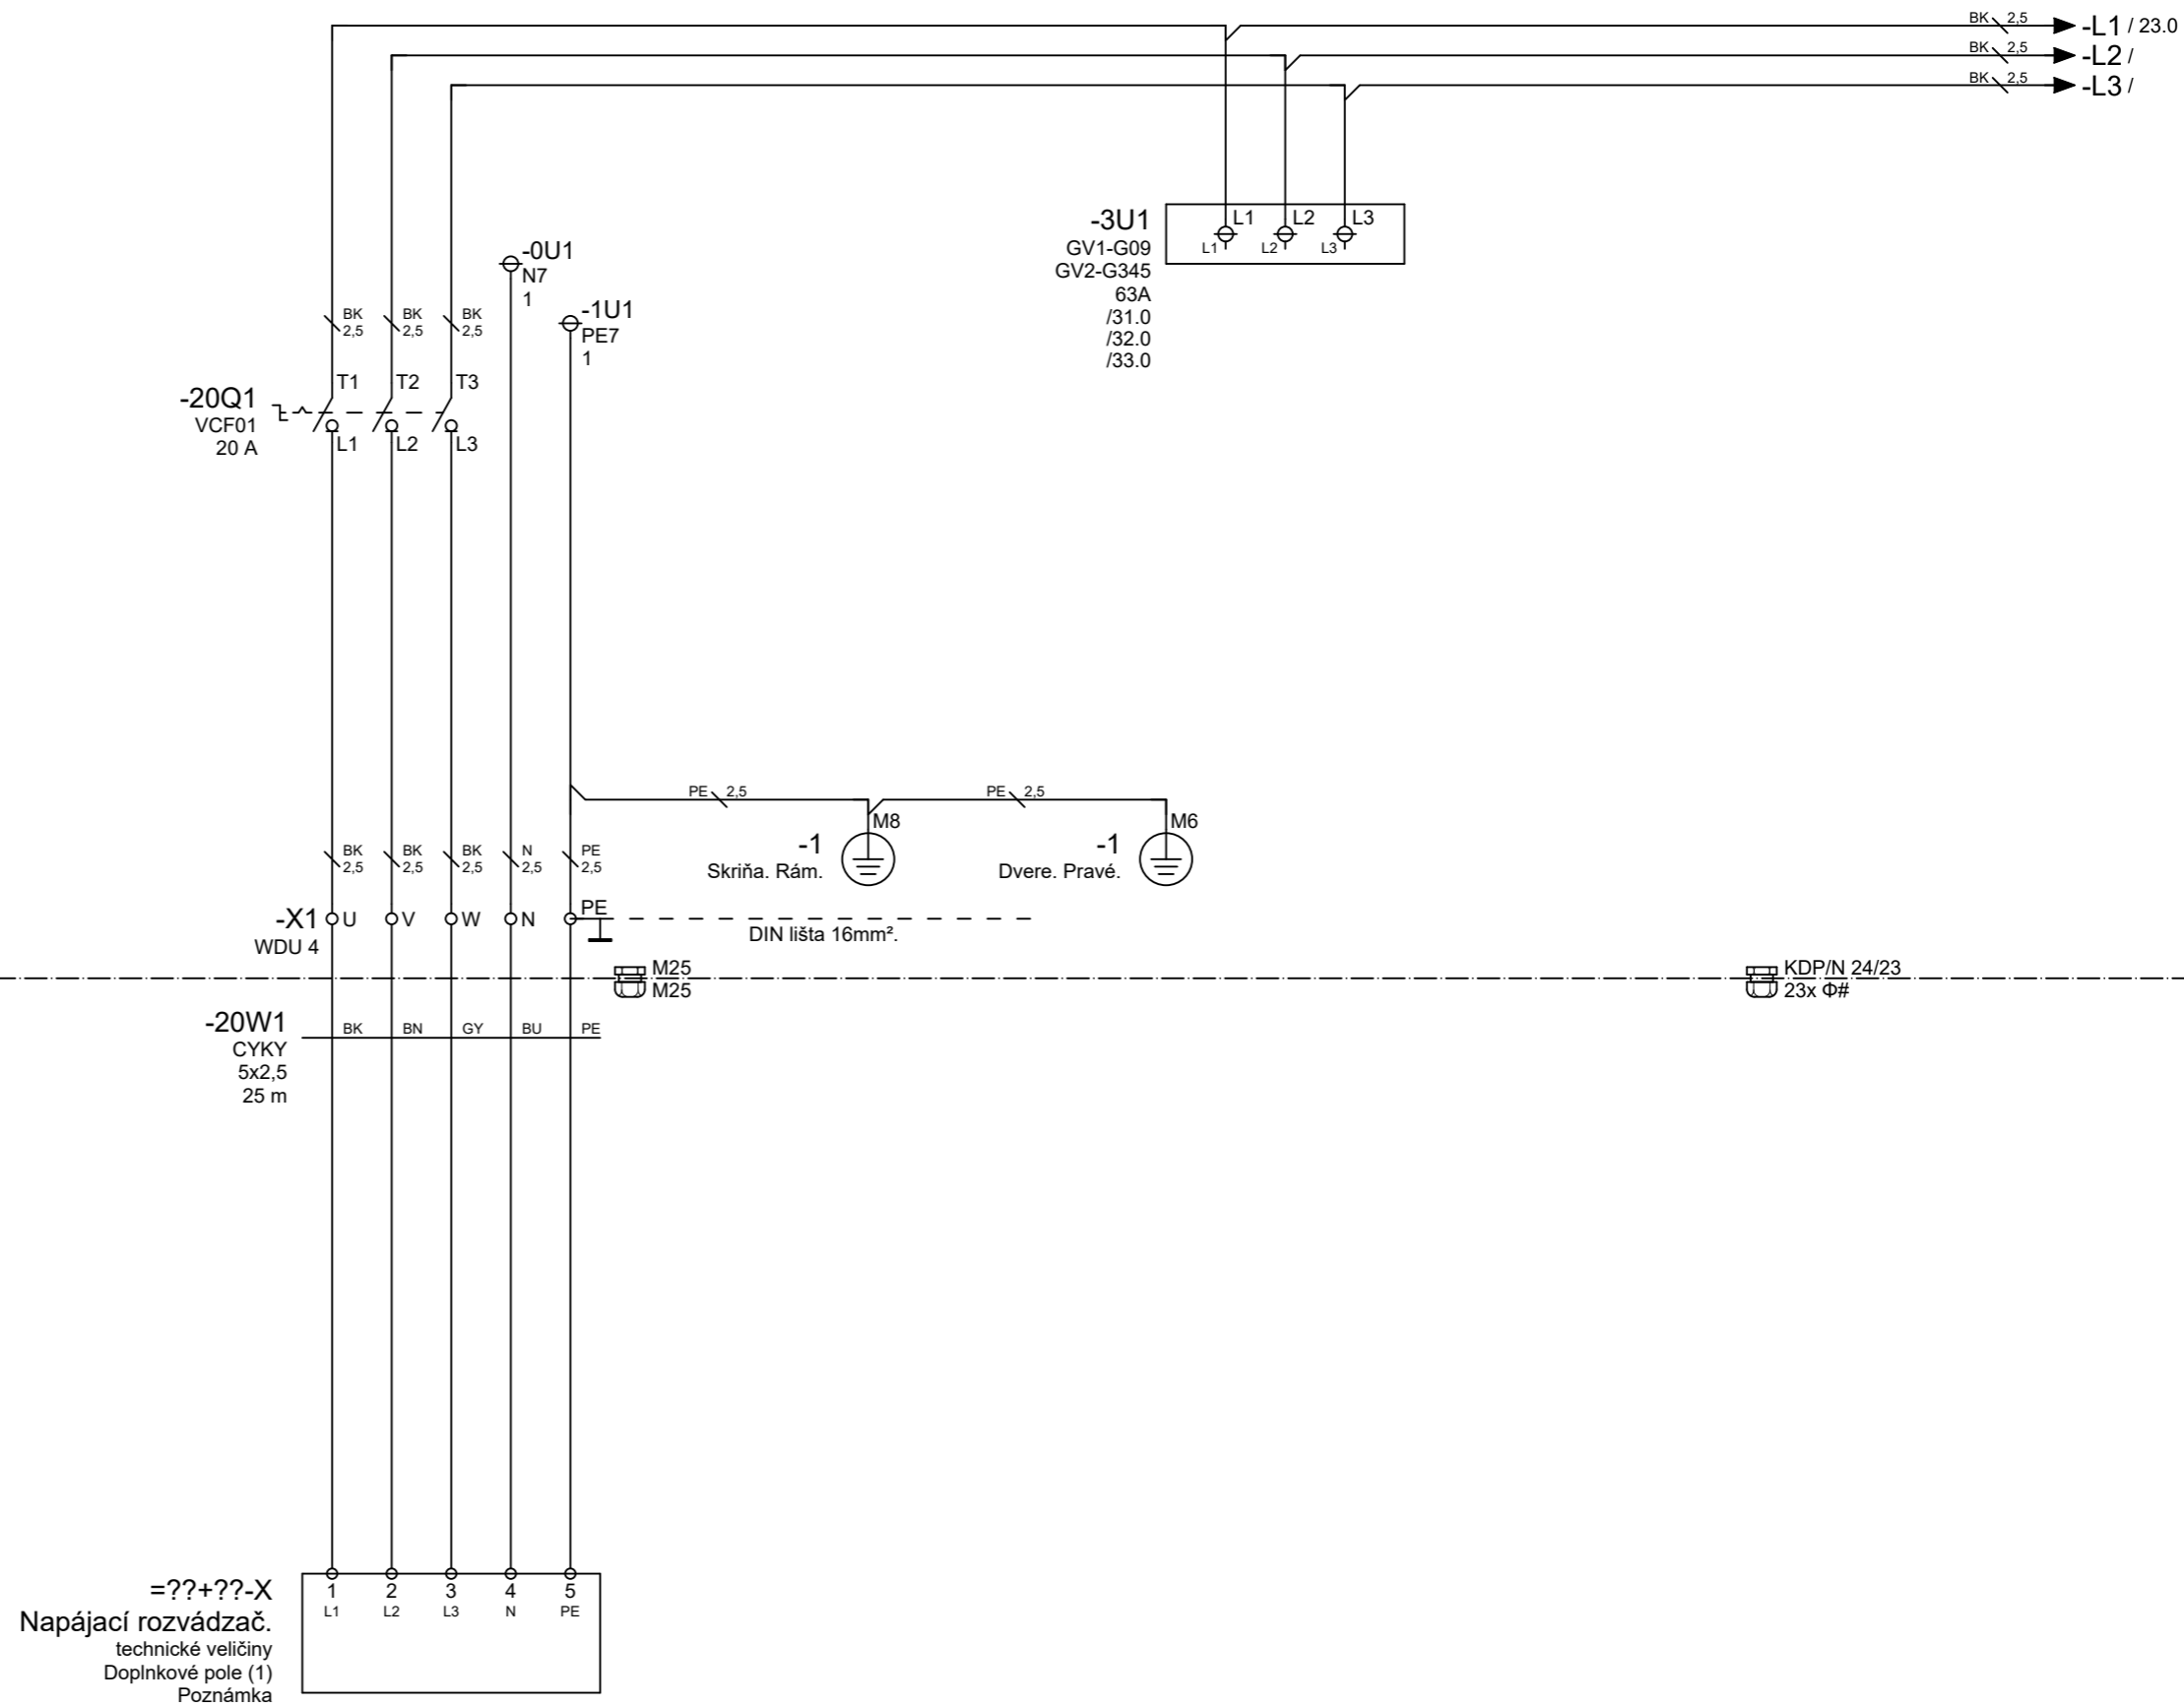 BK 2,5 -L1 / 23.0
BK 2,5 -L2 /
BK 2,5 -L3 /
-3U1 L1 L2 L3
L1 L2 L3
GV1-G09
GV2-G345
63A
/31.0
/32.0
/33.0
-0U1
N7
1
-1U1
PE7
1
BK BK BK
2,5 2,5 2,5
T1 T2 T3
-20Q1
VCF01
20 A
L1 L2 L3
PE 2,5 PE 2,5
M8 M6
-1 -1
Skriňa. Rám. Dvere. Pravé.
BK BK BK N PE
2,5 2,5 2,5 2,5 2,5
-X1 U V W N PE
WDU 4
DIN lišta 16mm².
M25 KDP/N 24/23
M25 23x Φ#
-20W1 BK BN GY BU PE
CYKY
5x2,5
25 m
=??+??-X 1 2 3 4 5
L1 L2 L3 N PE
Napájací rozvádzač.
technické veličiny
Doplnkové pole (1)
Poznámka